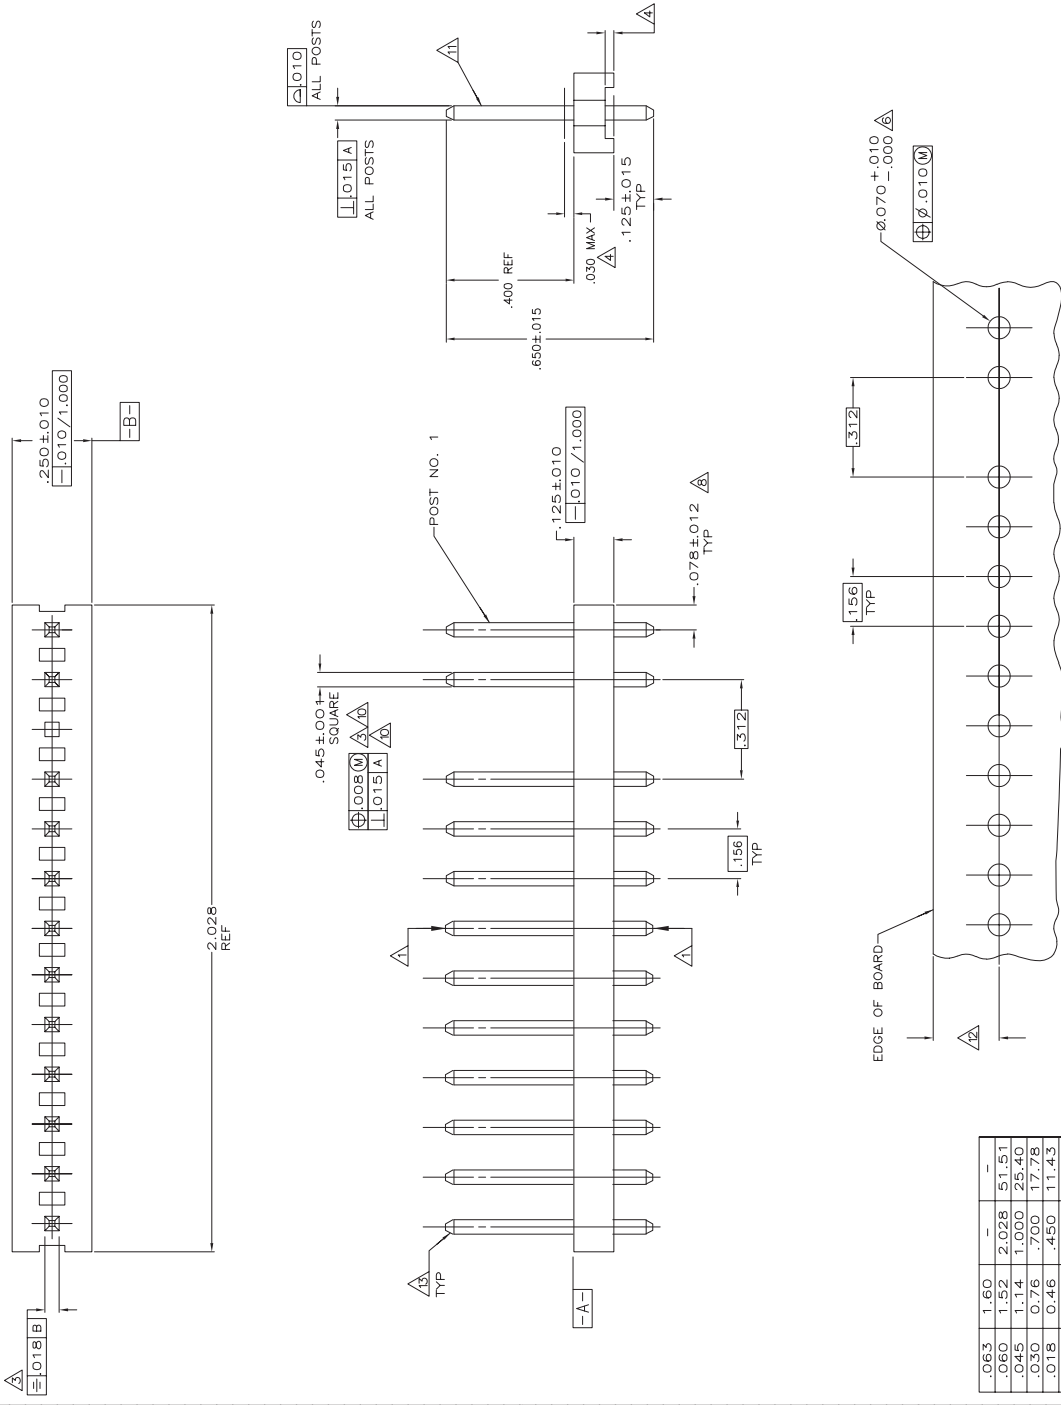 .010
ALL POSTS
.015 A
ALL POSTS
11
4
.400 REF
.650±.015
.030 MAX
4
.125±.015
TYP
Ø.070 +.010
-.000
6
⌖ Ø.010 Ⓜ
.250±.010
.010/1.000
-B-
POST NO. 1
.125±.010
.010/1.000
.078±.012
TYP
8
.312
.156
TYP
.045±.001
SQUARE
3 10
⌖ .008 Ⓜ
⊥ .015 A
10
.312
.156
TYP
2.028
REF
1
1
EDGE OF BOARD
12
13
TYP
-A-
3
.018 B
.063 1.60 - -
.060 1.52 2.028 51.51
.045 1.14 1.000 25.40
.030 0.76 .700 17.78
.018 0.46 .450 11.43